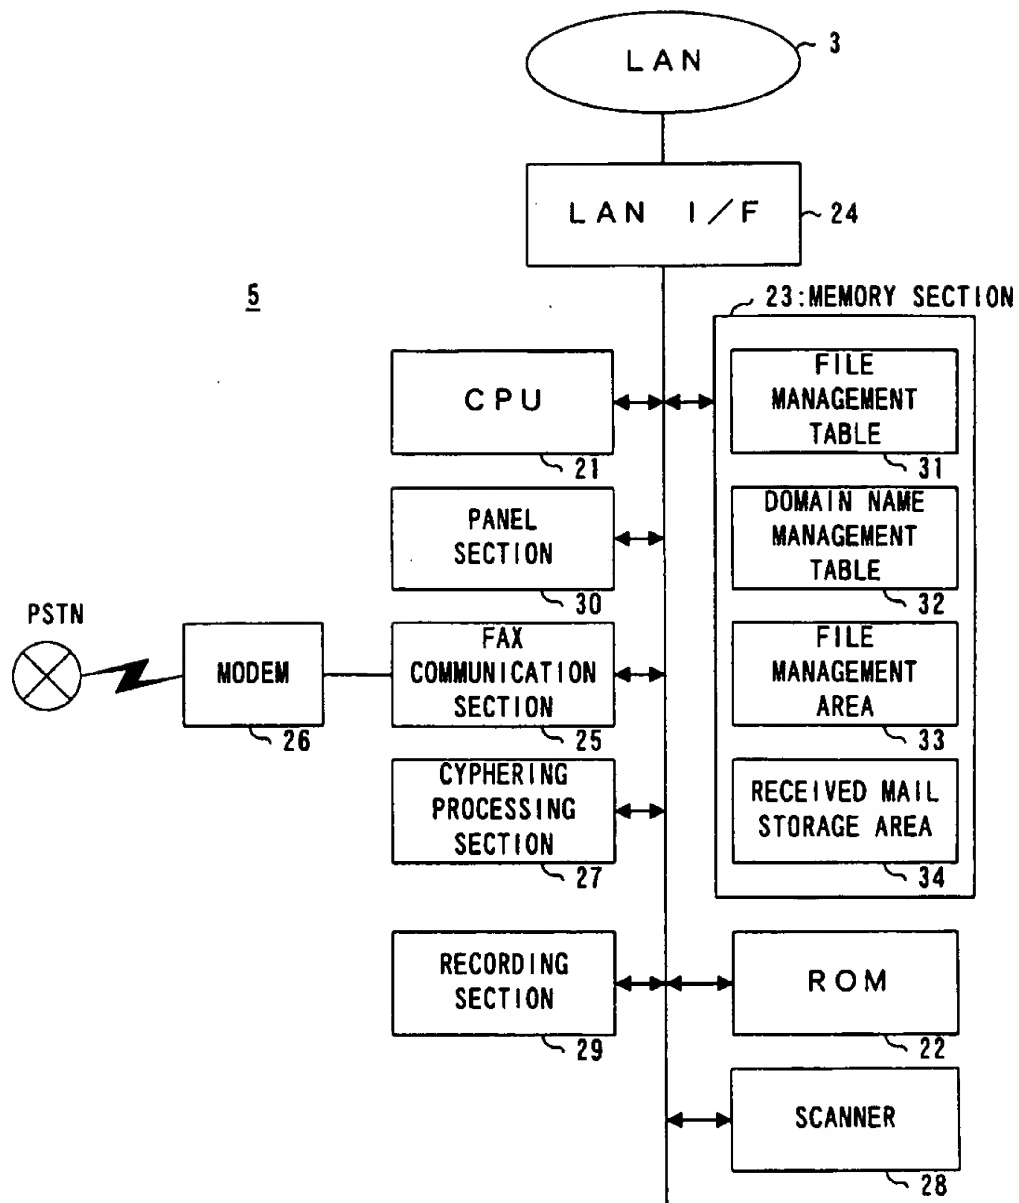 LAN
3
LAN I/F
24
5
23:MEMORY SECTION
CPU
21
FILE
MANAGEMENT
TABLE
31
PANEL
SECTION
30
DOMAIN NAME
MANAGEMENT
TABLE
32
PSTN
MODEM
26
FAX
COMMUNICATION
SECTION
25
FILE
MANAGEMENT
AREA
33
CYPHERING
PROCESSING
SECTION
27
RECEIVED MAIL
STORAGE AREA
34
RECORDING
SECTION
29
ROM
22
SCANNER
28